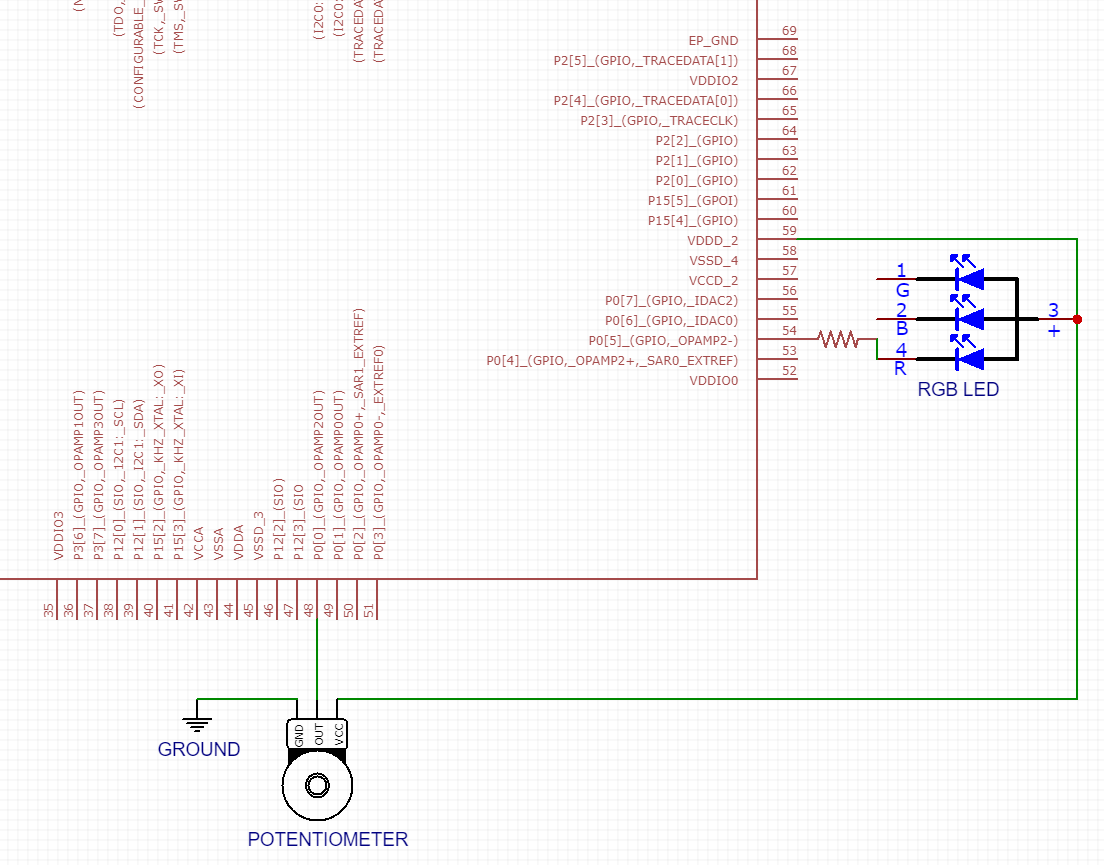 (TDO,
(CONFIGURABLE_
(TCK,_SW
(TMS,_SW
(I2C0:
(I2C0:
(TRACEDA
(TRACEDA
69
EP_GND
68
P2[5]_(GPIO,_TRACEDATA[1])
67
VDDIO2
66
P2[4]_(GPIO,_TRACEDATA[0])
65
P2[3]_(GPIO,_TRACECLK)
64
P2[2]_(GPIO)
63
P2[1]_(GPIO)
62
P2[0]_(GPIO)
61
P15[5]_(GPOI)
60
P15[4]_(GPIO)
59
VDDD_2
58
VSSD_4
57
VCCD_2
56
P0[7]_(GPIO,_IDAC2)
55
P0[6]_(GPIO,_IDAC0)
54
P0[5]_(GPIO,_OPAMP2-)
53
P0[4]_(GPIO,_OPAMP2+,_SAR0_EXTREF)
52
VDDIO0
1
G
2
B
4
R
3
+
RGB LED
VDDIO3
P3[6]_(GPIO,_OPAMP1OUT)
P3[7]_(GPIO,_OPAMP3OUT)
P12[0]_(SIO,_12C1:_SCL)
P12[1]_(SIO,_I2C1:_SDA)
P15[2]_(GPIO,_KHZ_XTAL:_XO)
P15[3]_(GPIO,_KHZ_XTAL:_XI)
VCCA
VSSA
VDDA
VSSD_3
P12[2]_(SIO)
P12[3]_(SIO
P0[0]_(GPIO,_OPAMP2OUT)
P0[1]_(GPIO,_OPAMP0OUT)
P0[2]_(GPIO,_OPAMP0+,_SAR1_EXTREF)
P0[3]_(GPIO,_OPAMP0-,_EXTREF0)
35
36
37
38
39
40
41
42
43
44
45
46
47
48
49
50
51
GROUND
GND
OUT
VCC
POTENTIOMETER